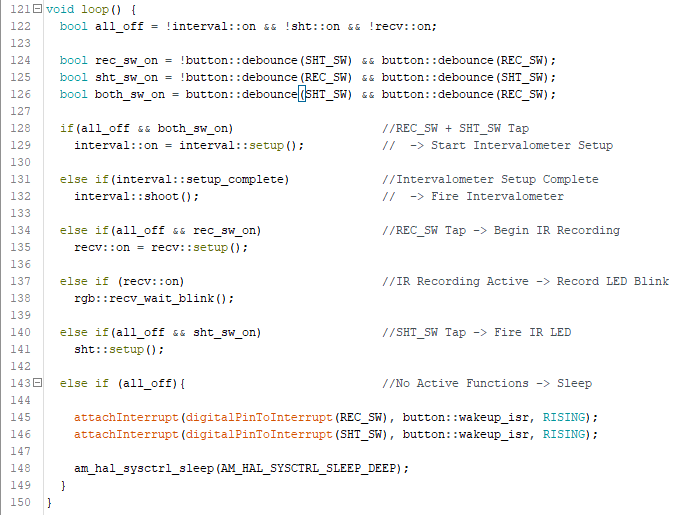 121 void loop() {
122   bool all_off = !interval::on && !sht::on && !recv::on;
123
124   bool rec_sw_on = !button::debounce(SHT_SW) && button::debounce(REC_SW);
125   bool sht_sw_on = !button::debounce(REC_SW) && button::debounce(SHT_SW);
126   bool both_sw_on = button::debounce(SHT_SW) && button::debounce(REC_SW);
127
128   if(all_off && both_sw_on)                     //REC_SW + SHT_SW Tap
129     interval::on = interval::setup();           //  -> Start Intervalometer Setup
130
131   else if(interval::setup_complete)             //Intervalometer Setup Complete
132     interval::shoot();                          //  -> Fire Intervalometer
133
134   else if(all_off && rec_sw_on)                 //REC_SW Tap -> Begin IR Recording
135     recv::on = recv::setup();
136
137   else if (recv::on)                            //IR Recording Active -> Record LED Blink
138     rgb::recv_wait_blink();
139
140   else if(all_off && sht_sw_on)                 //SHT_SW Tap -> Fire IR LED
141     sht::setup();
142
143   else if (all_off){                            //No Active Functions -> Sleep
144
145     attachInterrupt(digitalPinToInterrupt(REC_SW), button::wakeup_isr, RISING);
146     attachInterrupt(digitalPinToInterrupt(SHT_SW), button::wakeup_isr, RISING);
147
148     am_hal_sysctrl_sleep(AM_HAL_SYSCTRL_SLEEP_DEEP);
149   }
150 }